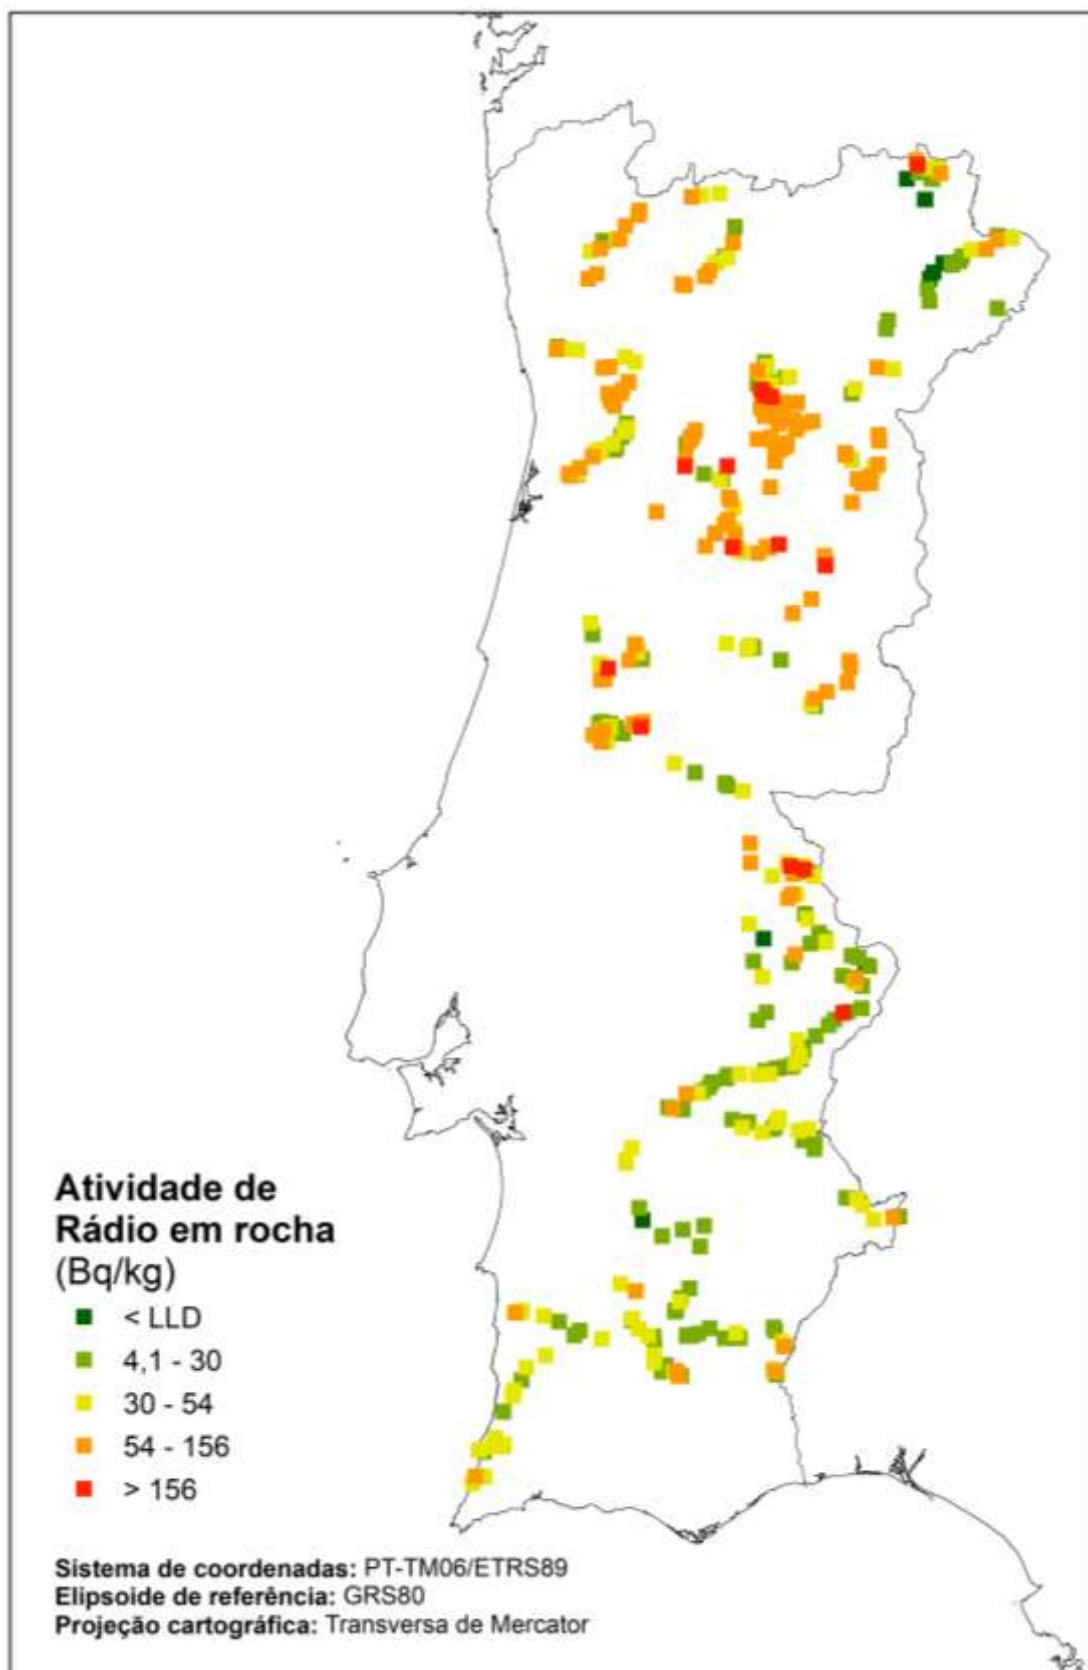 Atividade de
Rádio em rocha
(Bq/kg)
< LLD
4,1 - 30
30 - 54
54 - 156
> 156
Sistema de coordenadas: PT-TM06/ETRS89
Elipsoide de referência: GRS80
Projeção cartográfica: Transversa de Mercator